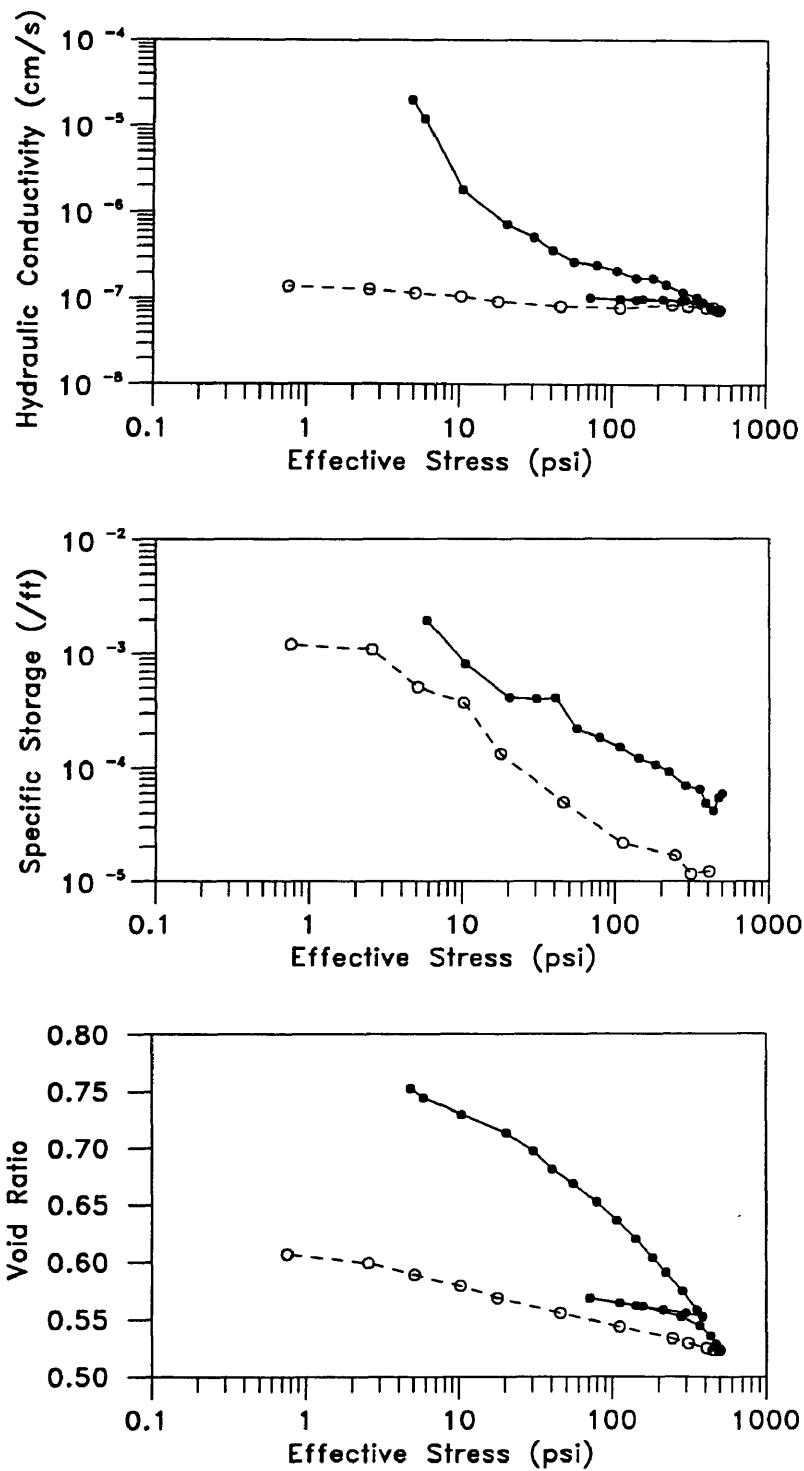 Hydraulic Conductivity (cm/s)
10 -4
10 -5
10 -6
10 -7
10 -8
0.1 1 10 100 1000
Effective Stress (psi)
Specific Storage (/ft)
10 -2
10 -3
10 -4
10 -5
0.1 1 10 100 1000
Effective Stress (psi)
Void Ratio
0.80
0.75
0.70
0.65
0.60
0.55
0.50
0.1 1 10 100 1000
Effective Stress (psi)